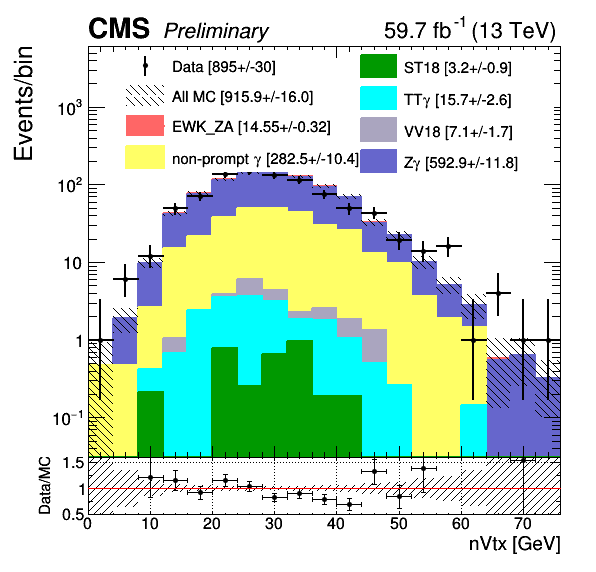 CMS Preliminary 59.7 fb⁻¹ (13 TeV)
Events/bin
Data [895+/-30]
All MC [915.9+/-16.0]
EWK_ZA [14.55+/-0.32]
non-prompt γ [282.5+/-10.4]
ST18 [3.2+/-0.9]
TTγ [15.7+/-2.6]
VV18 [7.1+/-1.7]
Zγ [592.9+/-11.8]
10³
10²
10
1
10⁻¹
Data/MC
1.5
1
0.5
0 10 20 30 40 50 60 70
nVtx [GeV]